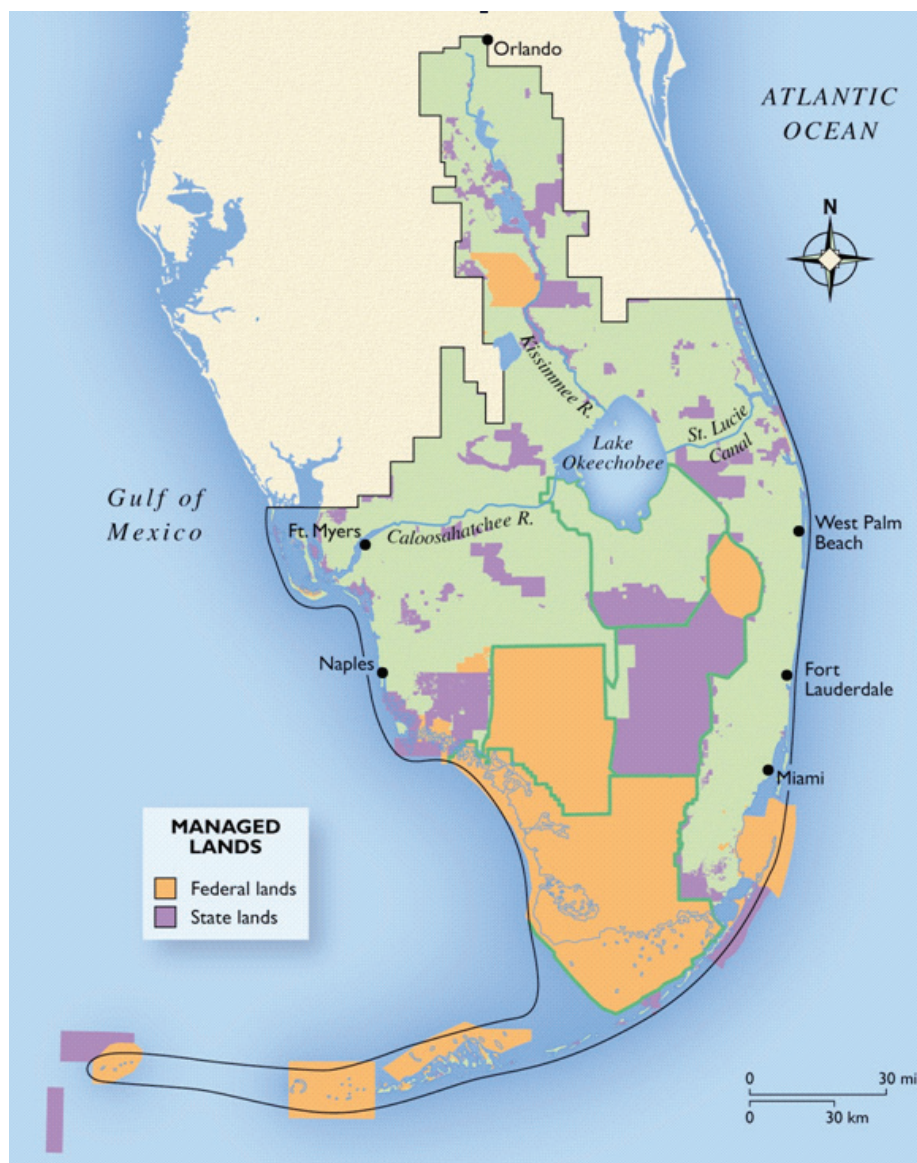 Orlando
ATLANTIC
OCEAN
N
Kissimmee R.
Lake
Okeechobee
St. Lucie
Canal
Gulf of
Mexico
Ft. Myers
Caloosahatchee R.
West Palm
Beach
Naples
Fort
Lauderdale
Miami
MANAGED
LANDS
Federal lands
State lands
0 30 mi
0 30 km